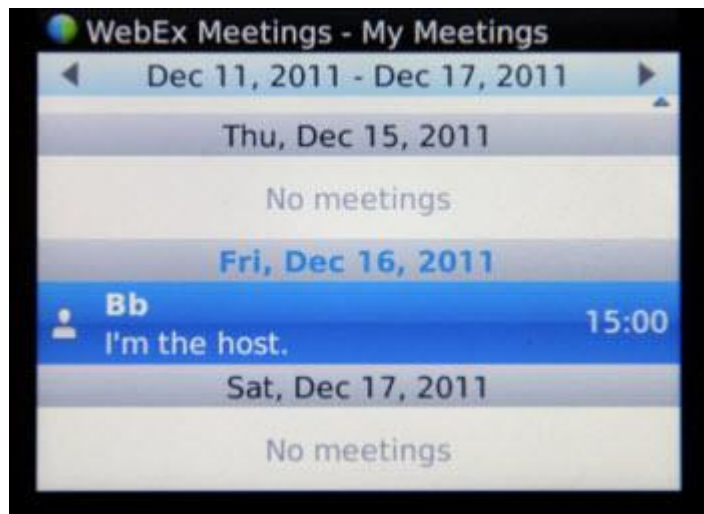 WebEx Meetings - My Meetings
Dec 11, 2011 - Dec 17, 2011
Thu, Dec 15, 2011
No meetings
Fri, Dec 16, 2011
Bb
15:00
I'm the host.
Sat, Dec 17, 2011
No meetings